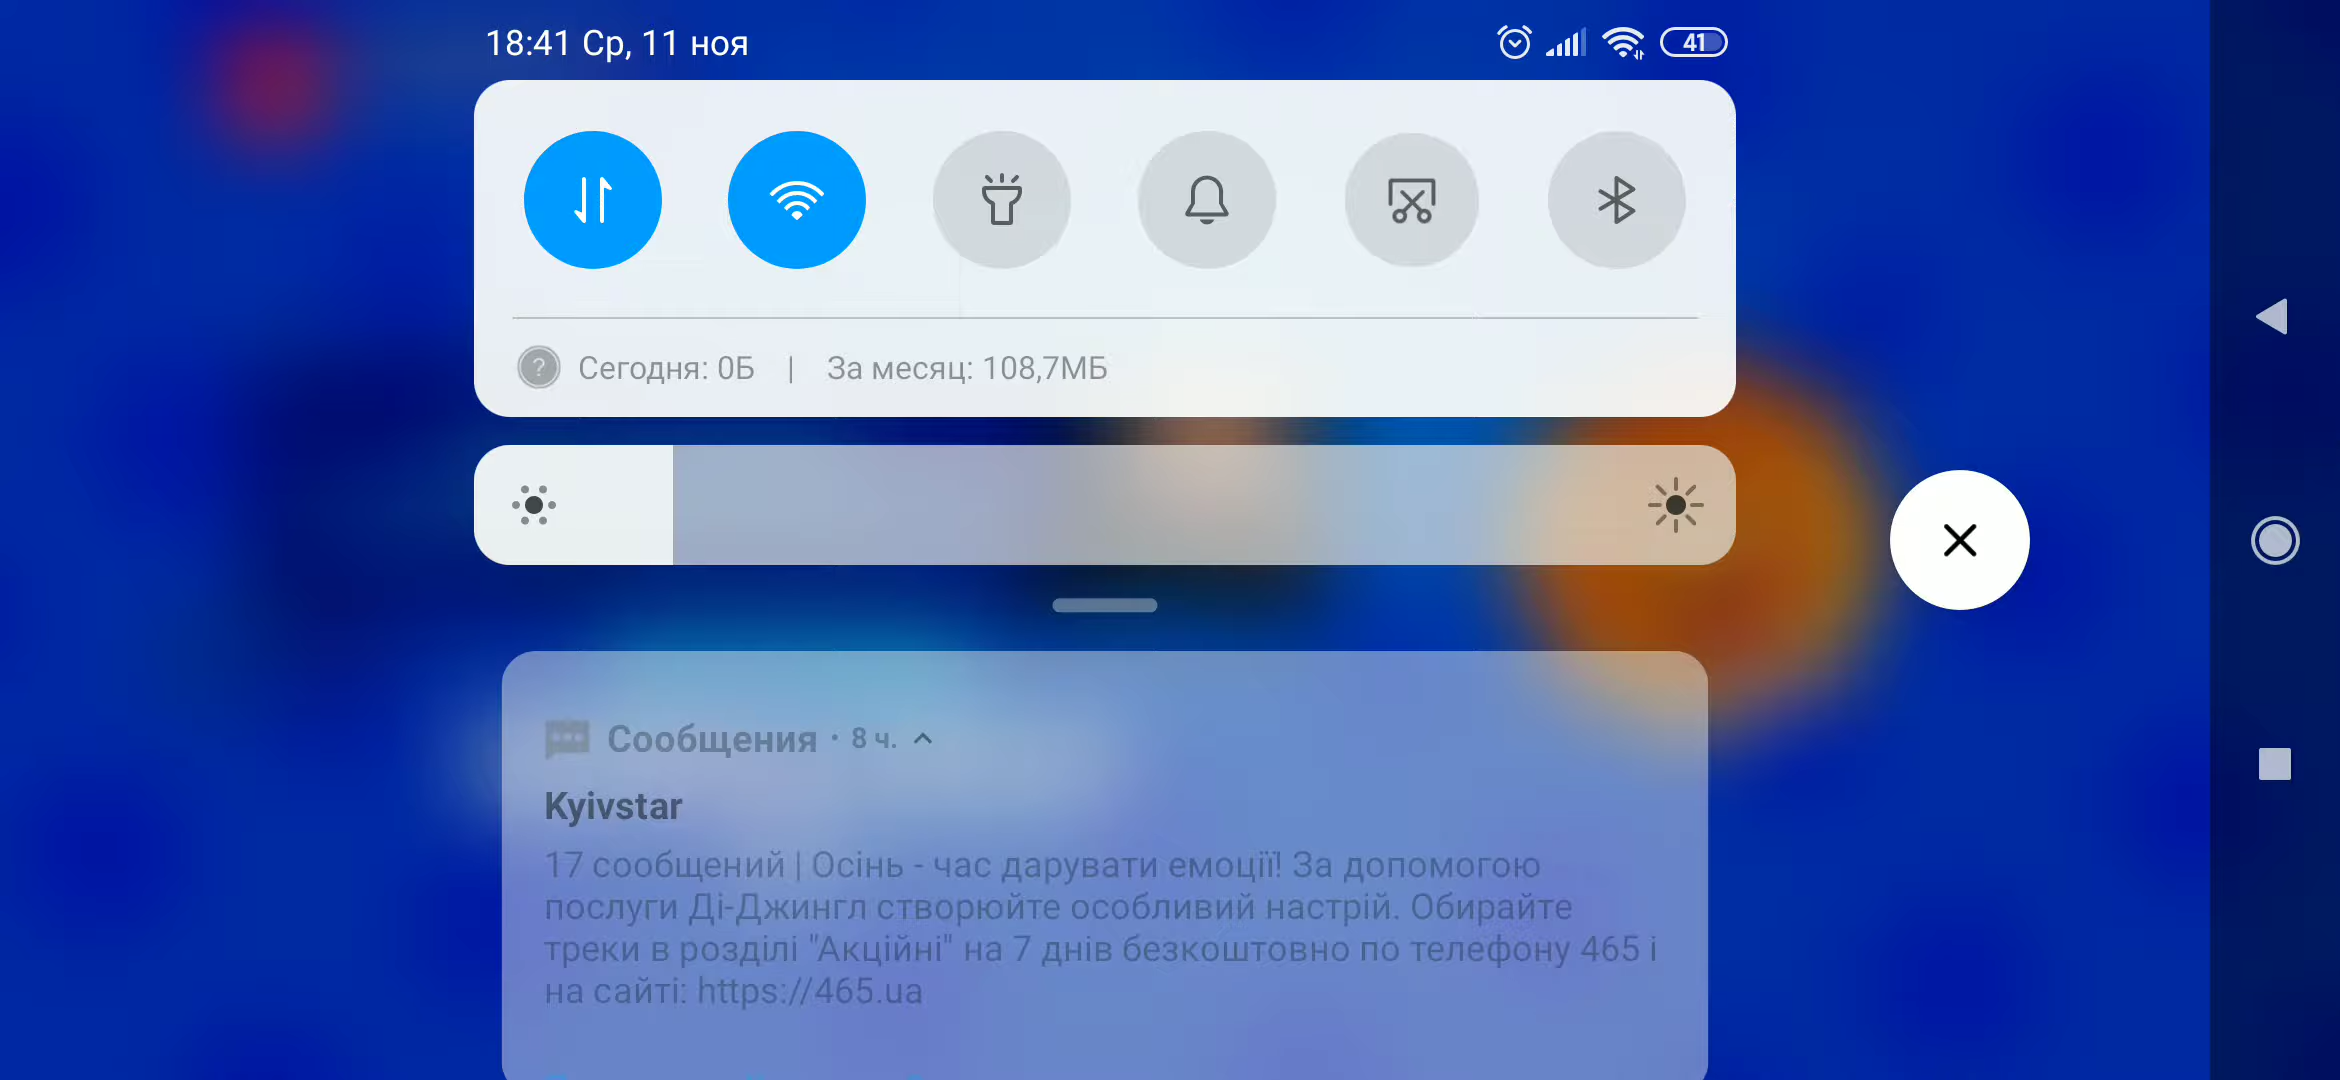 18:41 Ср, 11 ноя
41
Сегодня: 0Б | За месяц: 108,7МБ
Сообщения · 8 ч.
Kyivstar
17 сообщений | Осінь - час дарувати емоції! За допомогою
послуги Ді-Джингл створюйте особливий настрій. Обирайте
треки в розділі "Акційні" на 7 днів безкоштовно по телефону 465 і
на сайті: https://465.ua